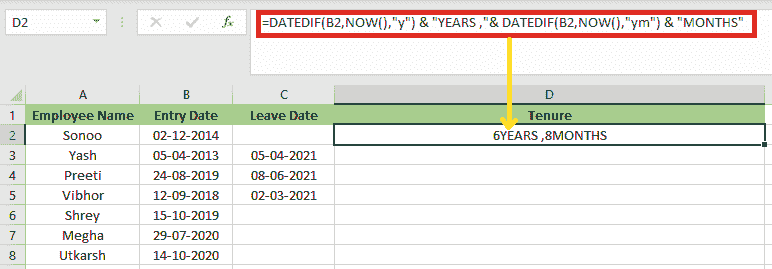 D2 fx =DATEDIF(B2,NOW(),"y") & "YEARS ,"& DATEDIF(B2,NOW(),"ym") & "MONTHS"
A B C D
1 Employee Name Entry Date Leave Date Tenure
2 Sonoo 02-12-2014 6YEARS ,8MONTHS
3 Yash 05-04-2013 05-04-2021
4 Preeti 24-08-2019 08-06-2021
5 Vibhor 12-09-2018 02-03-2021
6 Shrey 15-10-2019
7 Megha 29-07-2020
8 Utkarsh 14-10-2020